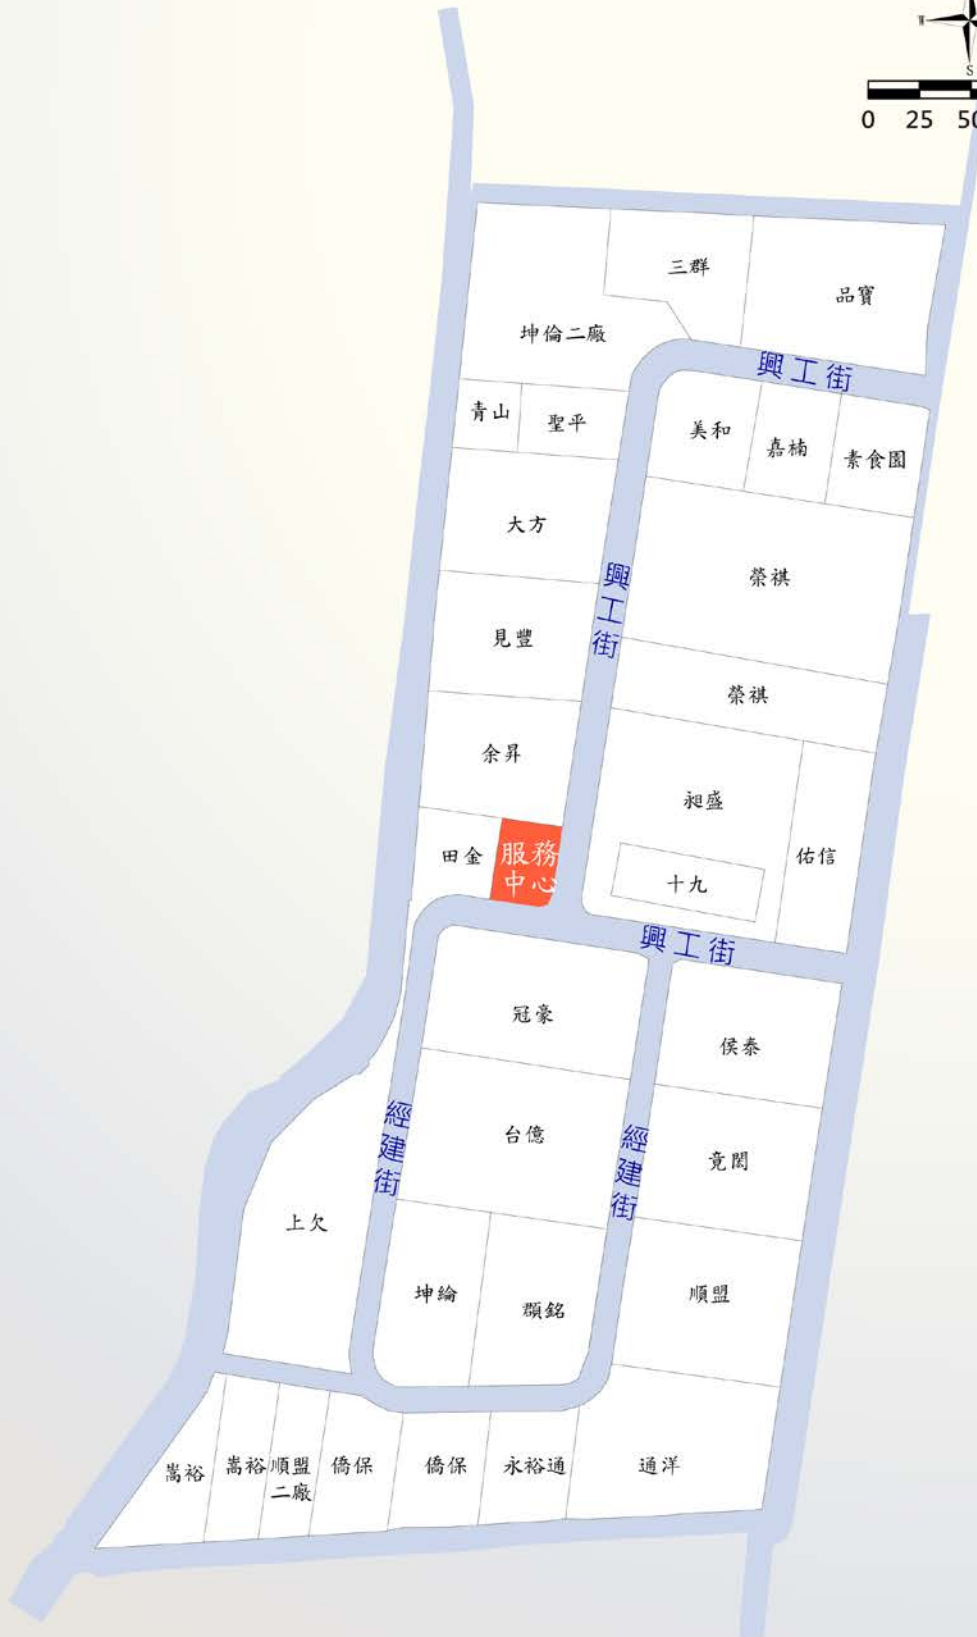 W
S
0 25 50
三群
品寶
坤倫二廠
興工街
青山
聖平
美和
嘉楠
素食園
大方
榮祺
興工街
見豐
榮祺
余昇
昶盛
田金
服務
中心
佑信
十九
興工街
冠豪
侯泰
台億
經建街
經建街
竟閎
上欠
坤綸
顗銘
順盟
嵩裕
嵩裕
順盟
二廠
僑保
僑保
永裕通
通洋